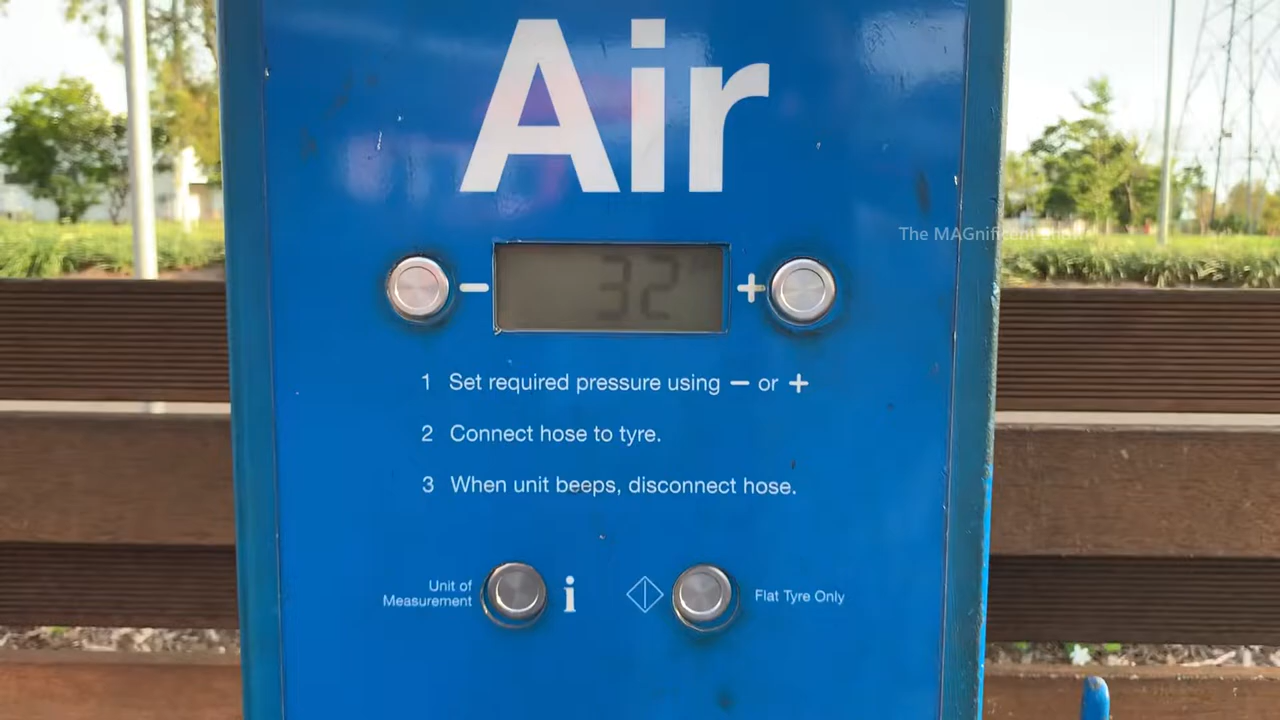 Air
The MAGnificent
− 32 +
1 Set required pressure using − or +
2 Connect hose to tyre.
3 When unit beeps, disconnect hose.
Unit of
Measurement
i
Flat Tyre Only